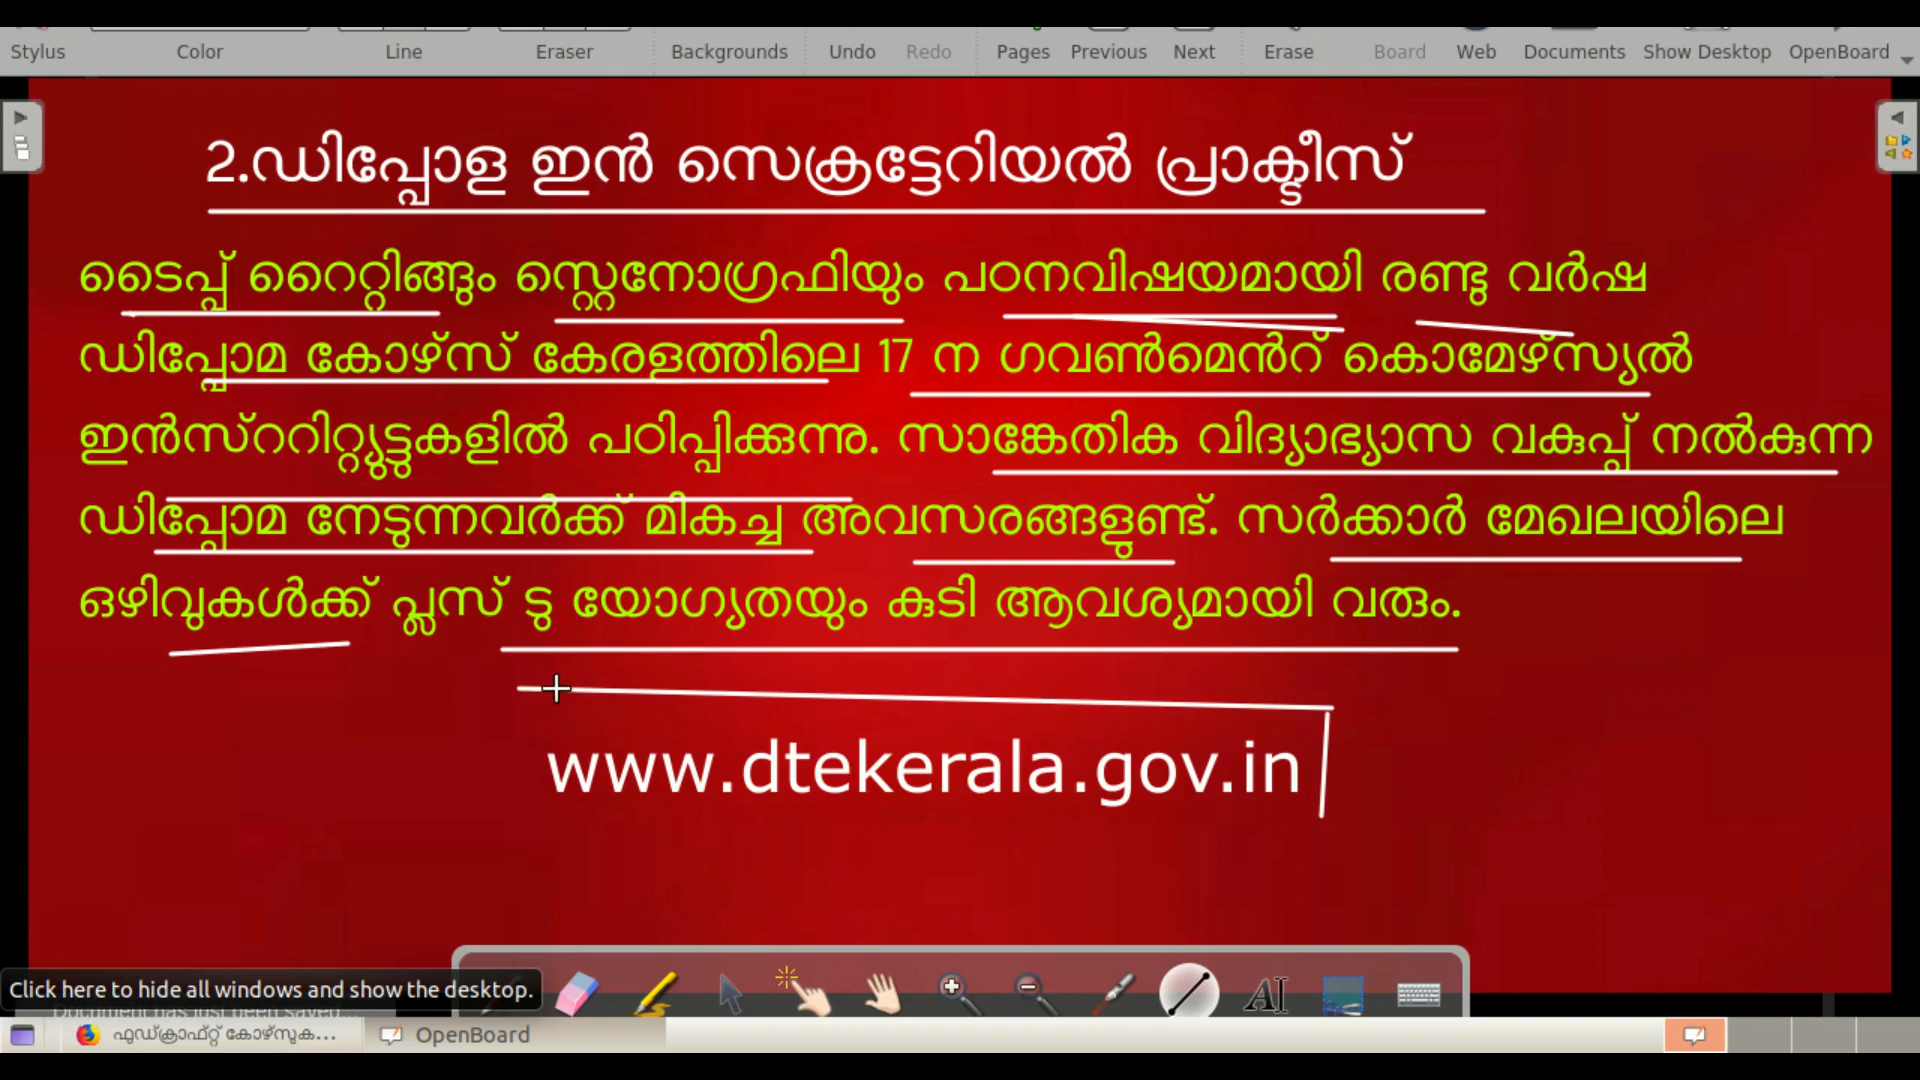 Stylus Color Line Eraser Backgrounds Undo Redo Pages Previous Next Erase Board Web Documents Show Desktop OpenBoard
2.ഡിപ്പോള ഇൻ സെക്രട്ടേറിയൽ പ്രാക്ടീസ്
ടൈപ്പ് റൈറ്റിങ്ങും സ്റ്റെനോഗ്രഫിയും പഠനവിഷയമായി രണ്ടു വർഷ
ഡിപ്പോമ കോഴ്സ് കേരളത്തിലെ 17 ന ഗവൺമെൻറ് കൊമേഴ്സ്യൽ
ഇൻസ്ററിറ്റ്യുട്ടുകളിൽ പഠിപ്പിക്കുന്നു. സാങ്കേതിക വിദ്യാഭ്യാസ വകുപ്പ് നൽകുന്ന
ഡിപ്പോമ നേടുന്നവർക്ക് മികച്ച അവസരങ്ങളുണ്ട്. സർക്കാർ മേഖലയിലെ
ഒഴിവുകൾക്ക് പ്ലസ് ടു യോഗ്യതയും കുടി ആവശ്യമായി വരും.
www.dtekerala.gov.in
Click here to hide all windows and show the desktop.
ഫുഡ്ക്രാഫ്റ്റ് കോഴ്സുക... OpenBoard